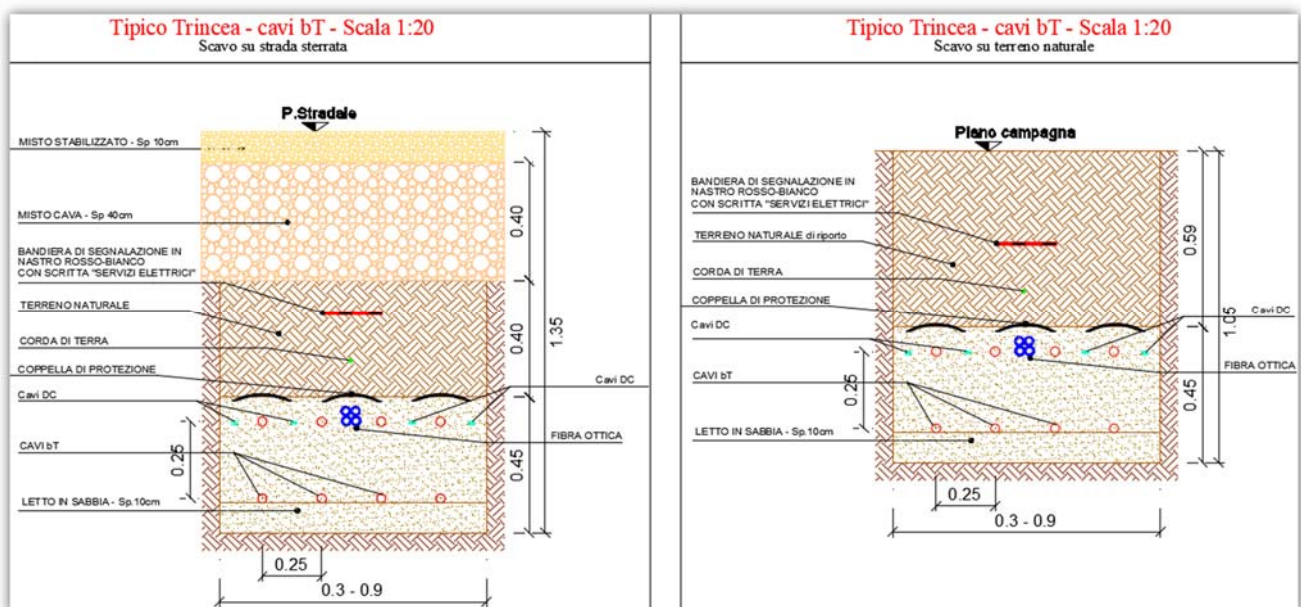 Tipico Trincea - cavi bT - Scala 1:20
Scavo su strada sterrata
P.Stradale
MISTO STABILIZZATO - Sp 10cm
MISTO CAVA - Sp 40cm
BANDIERA DI SEGNALAZIONE IN
NASTRO ROSSO-BIANCO
CON SCRITTA "SERVIZI ELETTRICI"
TERRENO NATURALE
CORDA DI TERRA
COPPELLA DI PROTEZIONE
Cavi DC
Cavi DC
CAVI bT
FIBRA OTTICA
LETTO IN SABBIA - Sp.10cm
0.40
0.40
1.35
0.45
0.25
0.25
0.3 - 0.9
Tipico Trincea - cavi bT - Scala 1:20
Scavo su terreno naturale
Piano campagna
BANDIERA DI SEGNALAZIONE IN
NASTRO ROSSO-BIANCO
CON SCRITTA "SERVIZI ELETTRICI"
TERRENO NATURALE di riporto
CORDA DI TERRA
COPPELLA DI PROTEZIONE
Cavi DC
Cavi DC
FIBRA OTTICA
CAVI bT
LETTO IN SABBIA - Sp.10cm
0.59
1.05
0.45
0.25
0.25
0.3 - 0.9